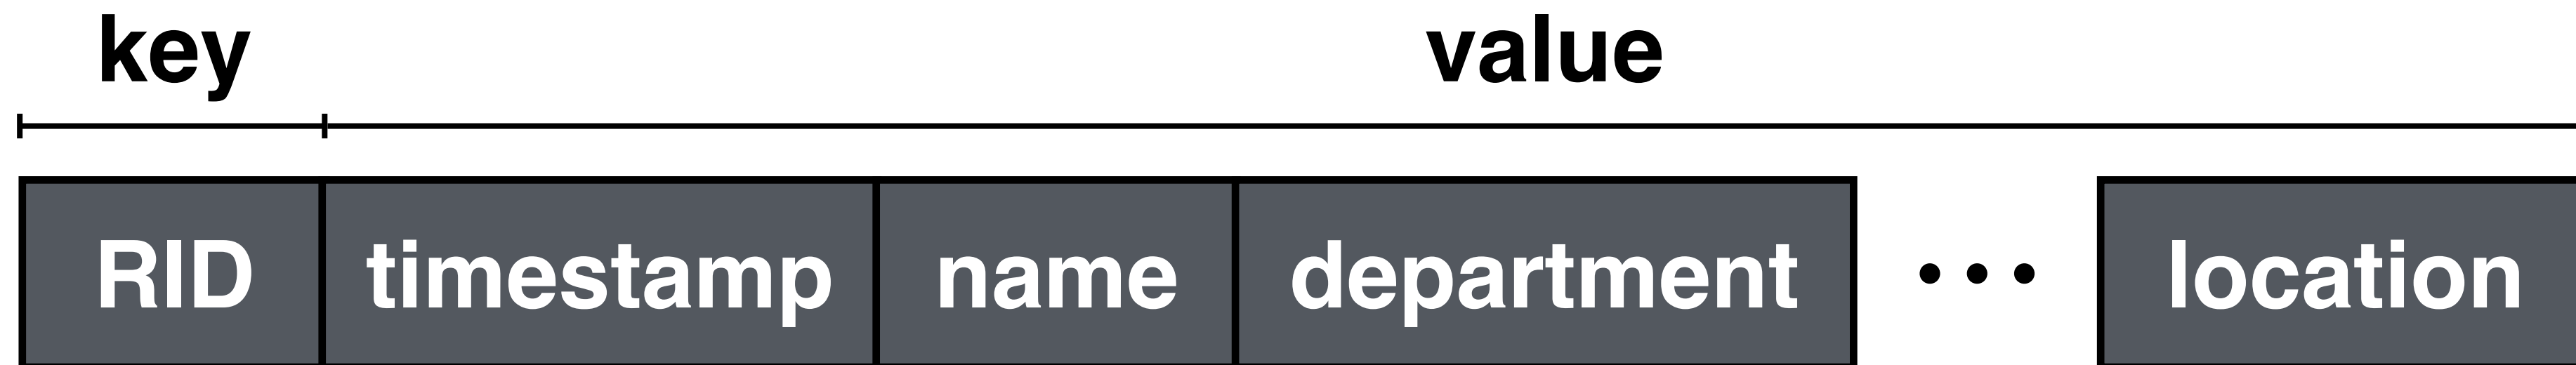 key value
RID timestamp name department ••• location